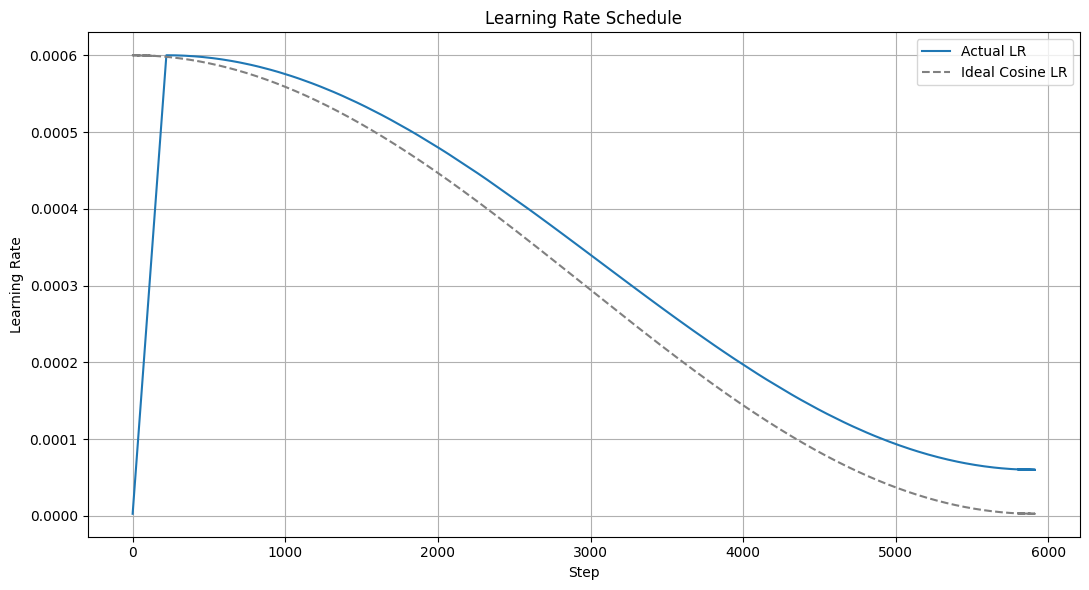 Learning Rate Schedule
Actual LR
Ideal Cosine LR
Learning Rate
0.0006
0.0005
0.0004
0.0003
0.0002
0.0001
0.0000
0 1000 2000 3000 4000 5000 6000
Step